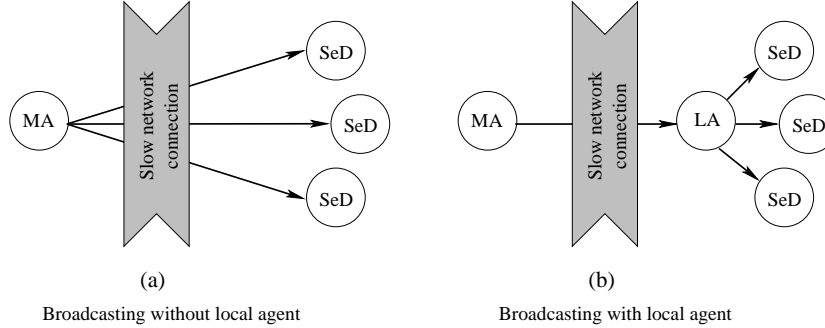 MA
Slow network
connection
SeD
SeD
SeD
(a)
Broadcasting without local agent
MA
Slow network
connection
LA
SeD
SeD
SeD
(b)
Broadcasting with local agent